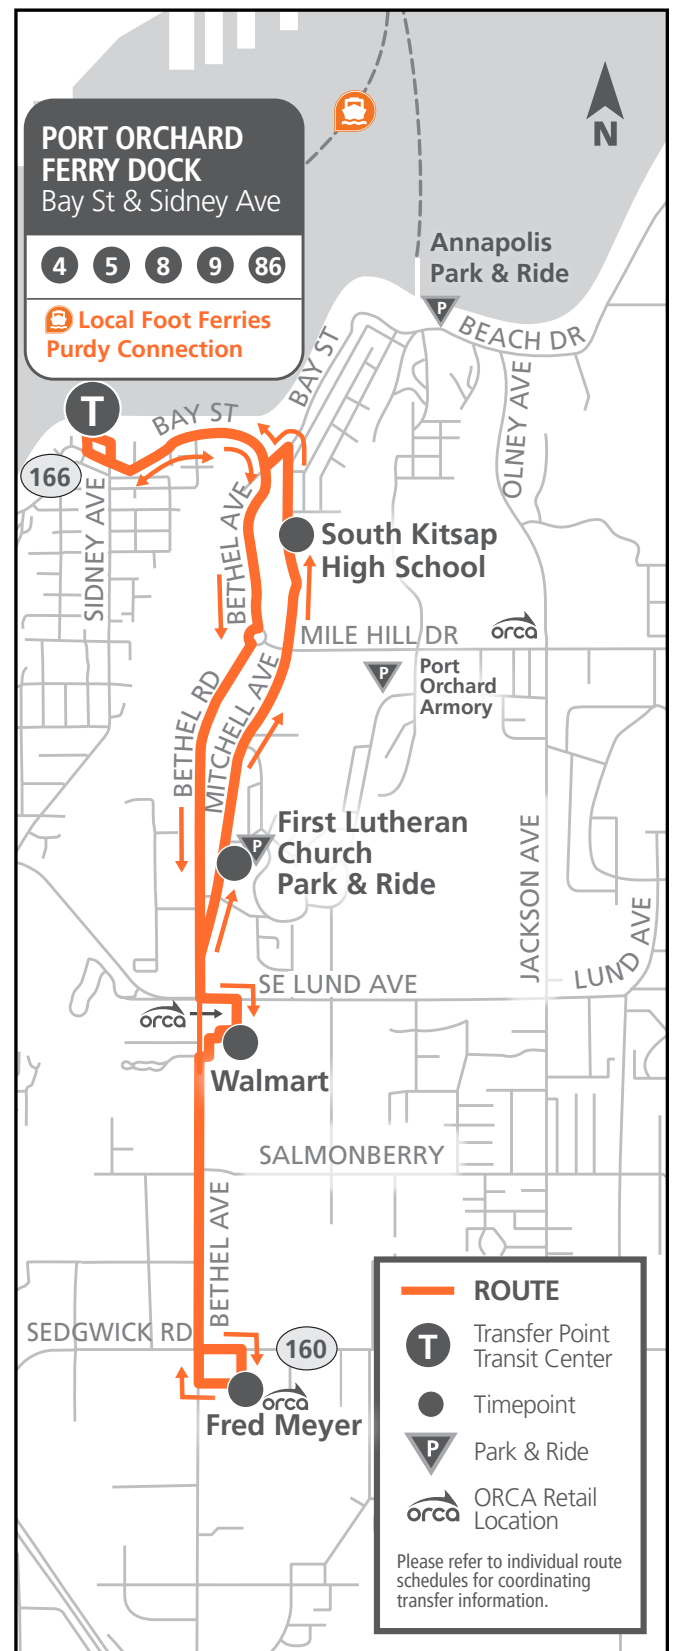 N
PORT ORCHARD
FERRY DOCK
Bay St & Sidney Ave
4 5 8 9 86
Local Foot Ferries
Purdy Connection
Annapolis
Park & Ride
P
BEACH DR
BAY ST
OLNEY AVE
T
BAY ST
166
SIDNEY AVE
BETHEL AVE
South Kitsap
High School
MILE HILL DR
orca
P
Port
Orchard
Armory
BETHEL RD
MITCHELL AVE
First Lutheran
Church
Park & Ride
P
JACKSON AVE
LUND AVE
SE LUND AVE
orca
Walmart
SALMONBERRY
BETHEL AVE
SEDGWICK RD
160
orca
Fred Meyer
ROUTE
T
Transfer Point
Transit Center
Timepoint
P
Park & Ride
orca
ORCA Retail
Location
Please refer to individual route
schedules for coordinating
transfer information.